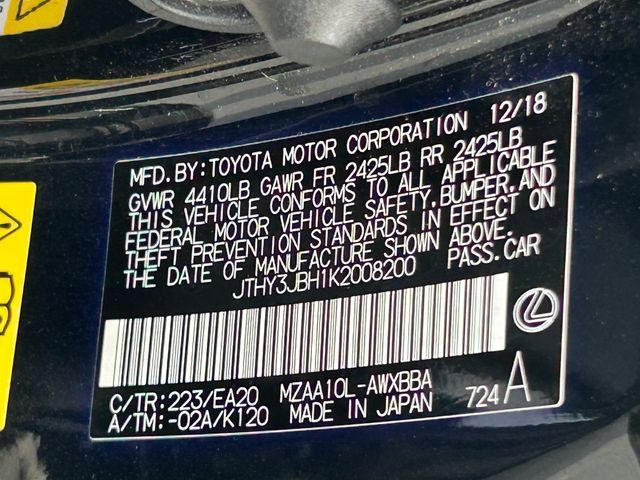 MFD. BY: TOYOTA MOTOR CORPORATION 12/18
GVWR 4410LB GAWR FR 2425LB RR 2425LB
THIS VEHICLE CONFORMS TO ALL APPLICABLE
FEDERAL MOTOR VEHICLE SAFETY, BUMPER, AND
THEFT PREVENTION STANDARDS IN EFFECT ON
THE DATE OF MANUFACTURE SHOWN ABOVE.
JTHY3JBH1K2008200 PASS. CAR
C/TR: 223/EA20 MZAA10L-AWXBBA
A/TM: -02A/K120 MADE IN JAPAN 724 A